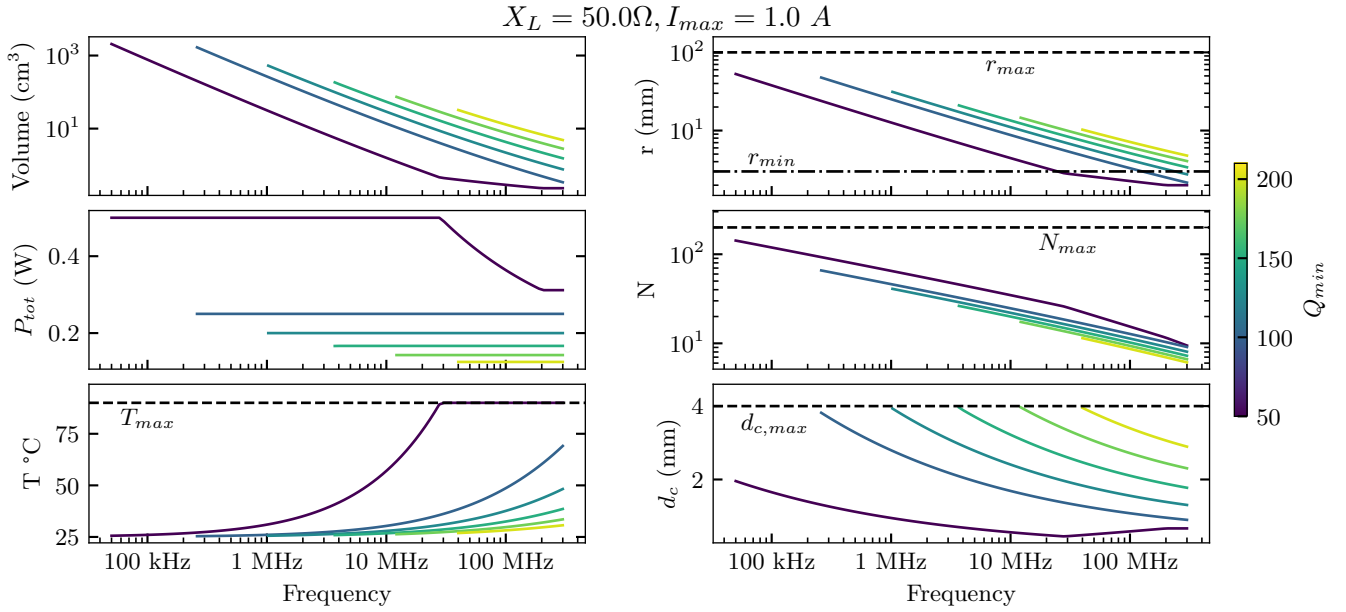 X_L = 50.0Ω, I_max = 1.0 A
Volume (cm³)
10³
10¹
r (mm)
10²
10¹
r_max
r_min
P_tot (W)
0.4
0.2
N
10²
10¹
N_max
T °C
75
50
25
T_max
100 kHz 1 MHz 10 MHz 100 MHz
Frequency
d_c (mm)
4
2
d_c,max
100 kHz 1 MHz 10 MHz 100 MHz
Frequency
200
150
100
50
Q_min